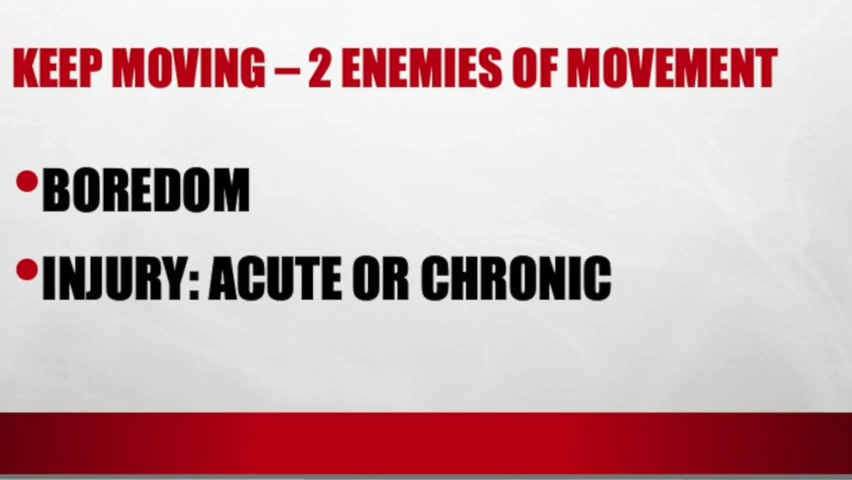 KEEP MOVING – 2 ENEMIES OF MOVEMENT
•BOREDOM
•INJURY: ACUTE OR CHRONIC